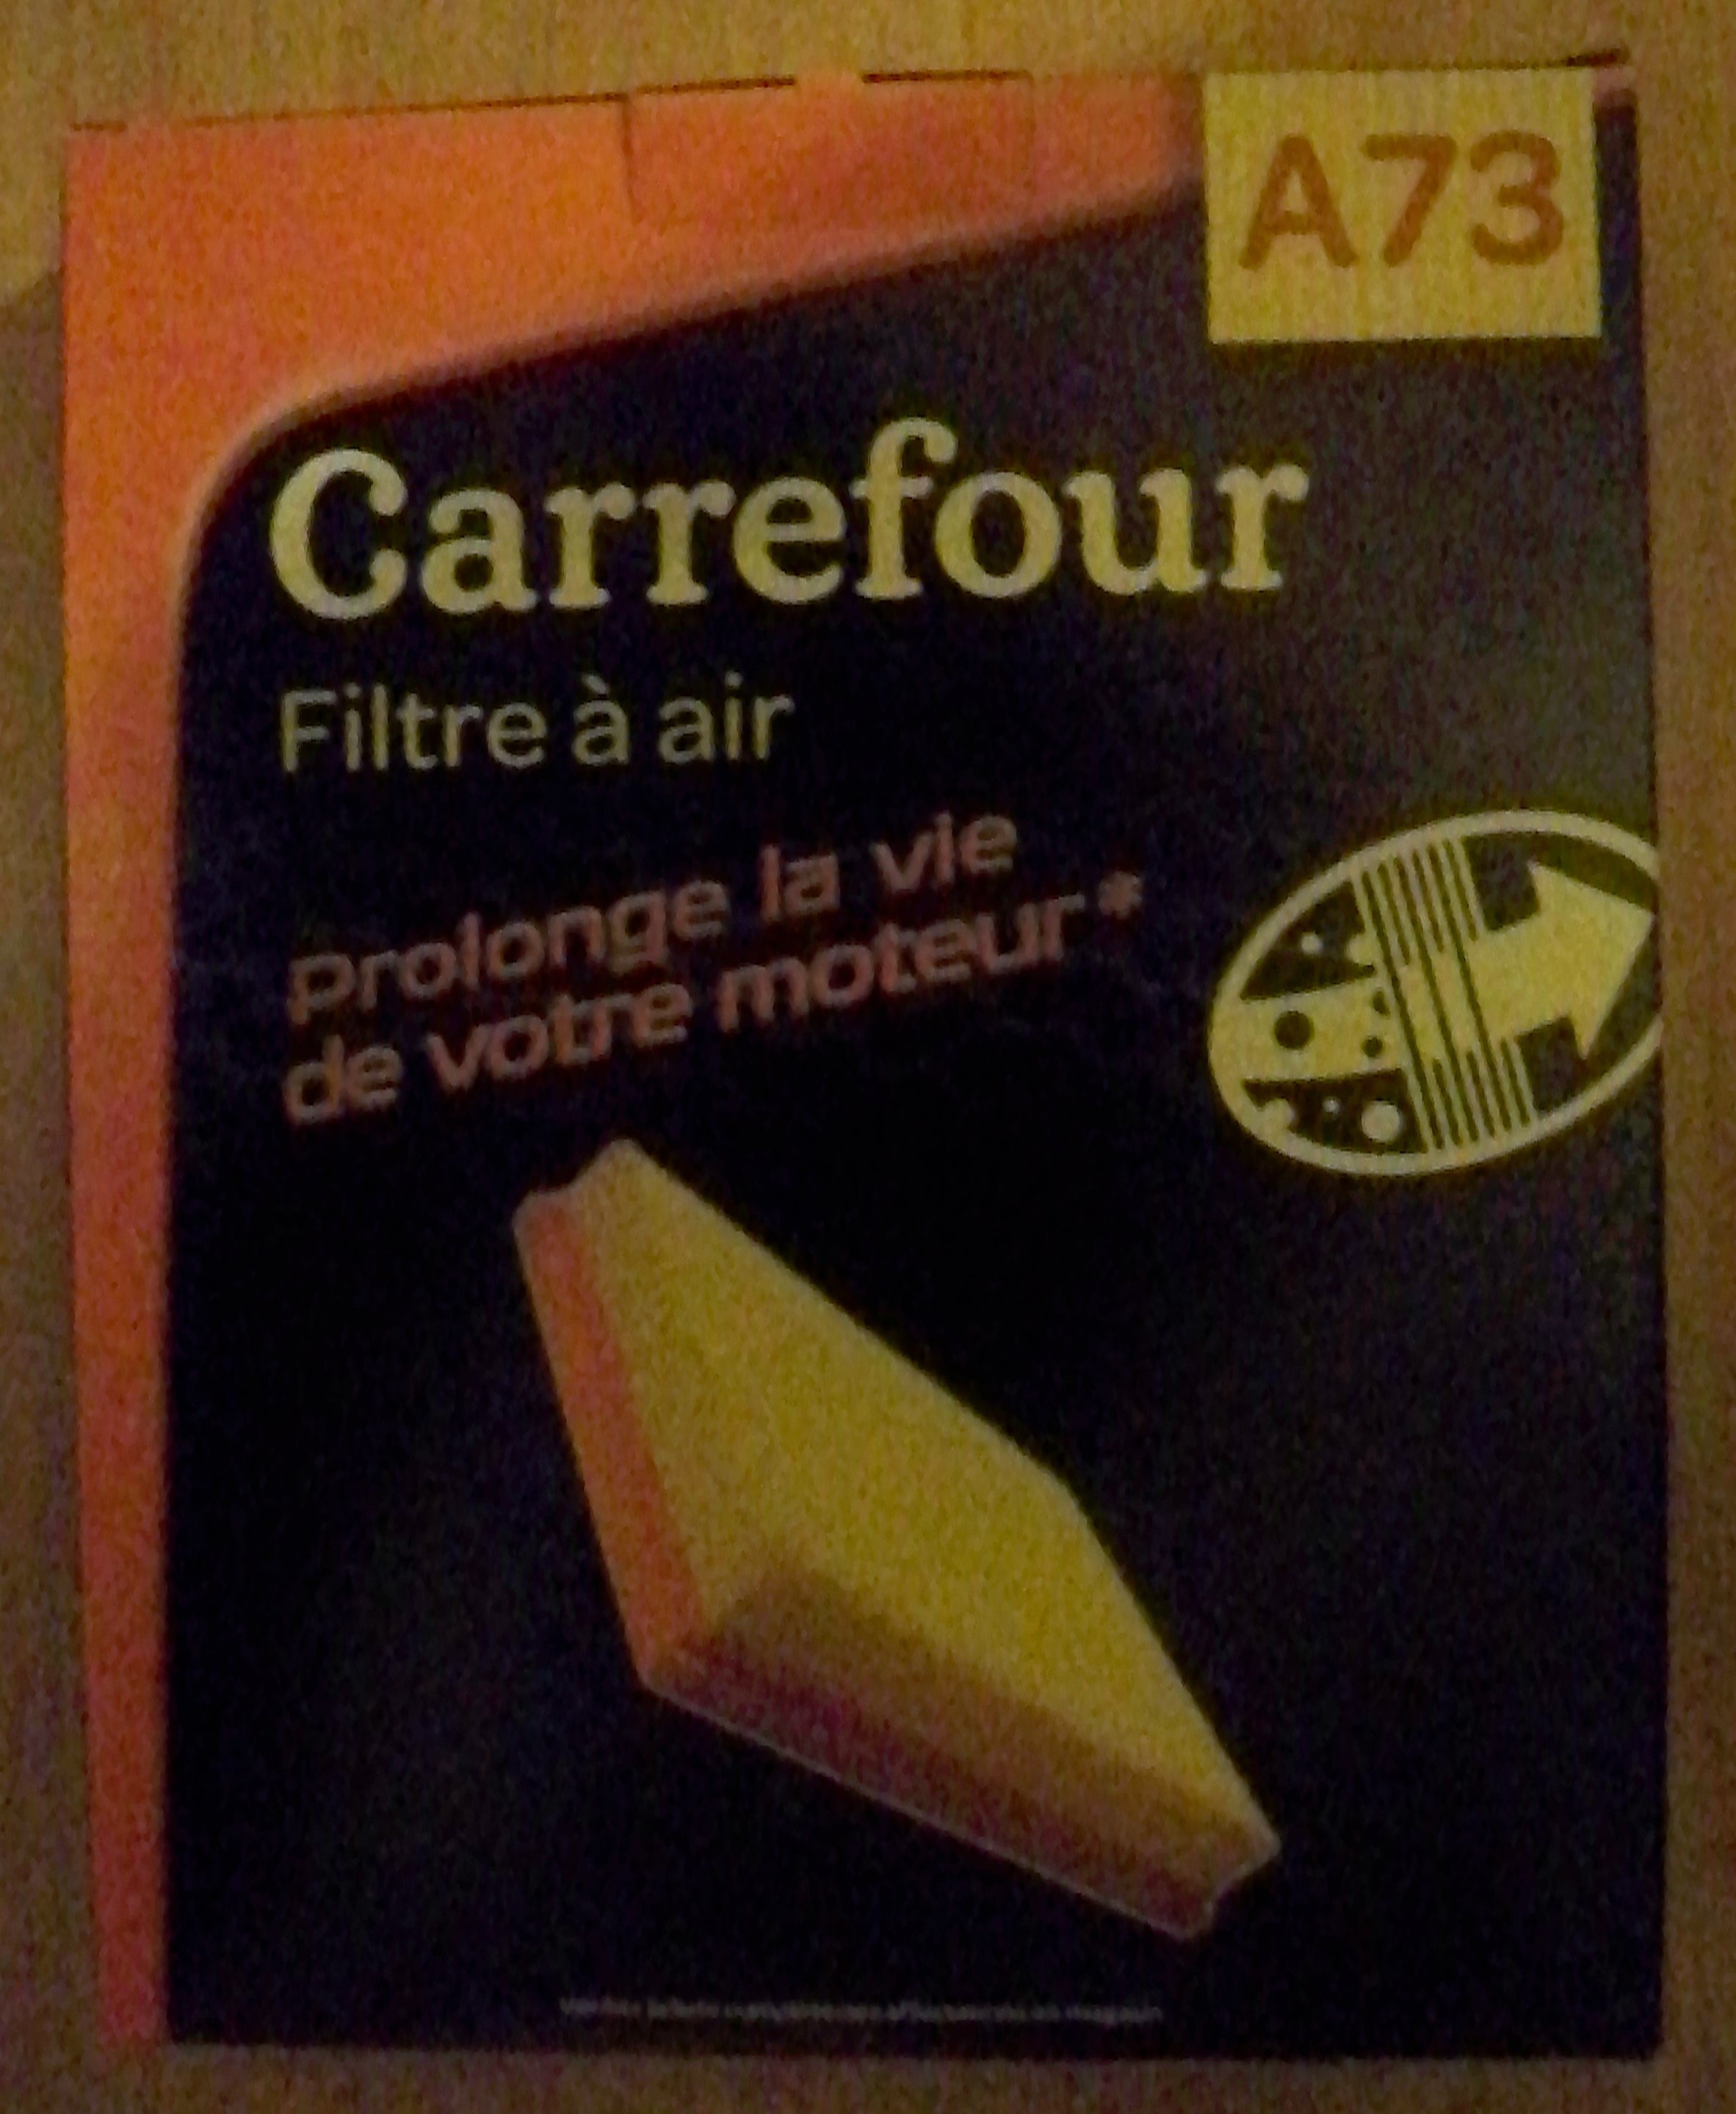 A73
Carrefour
Filtre à air
Prolonge la vie
de votre moteur*